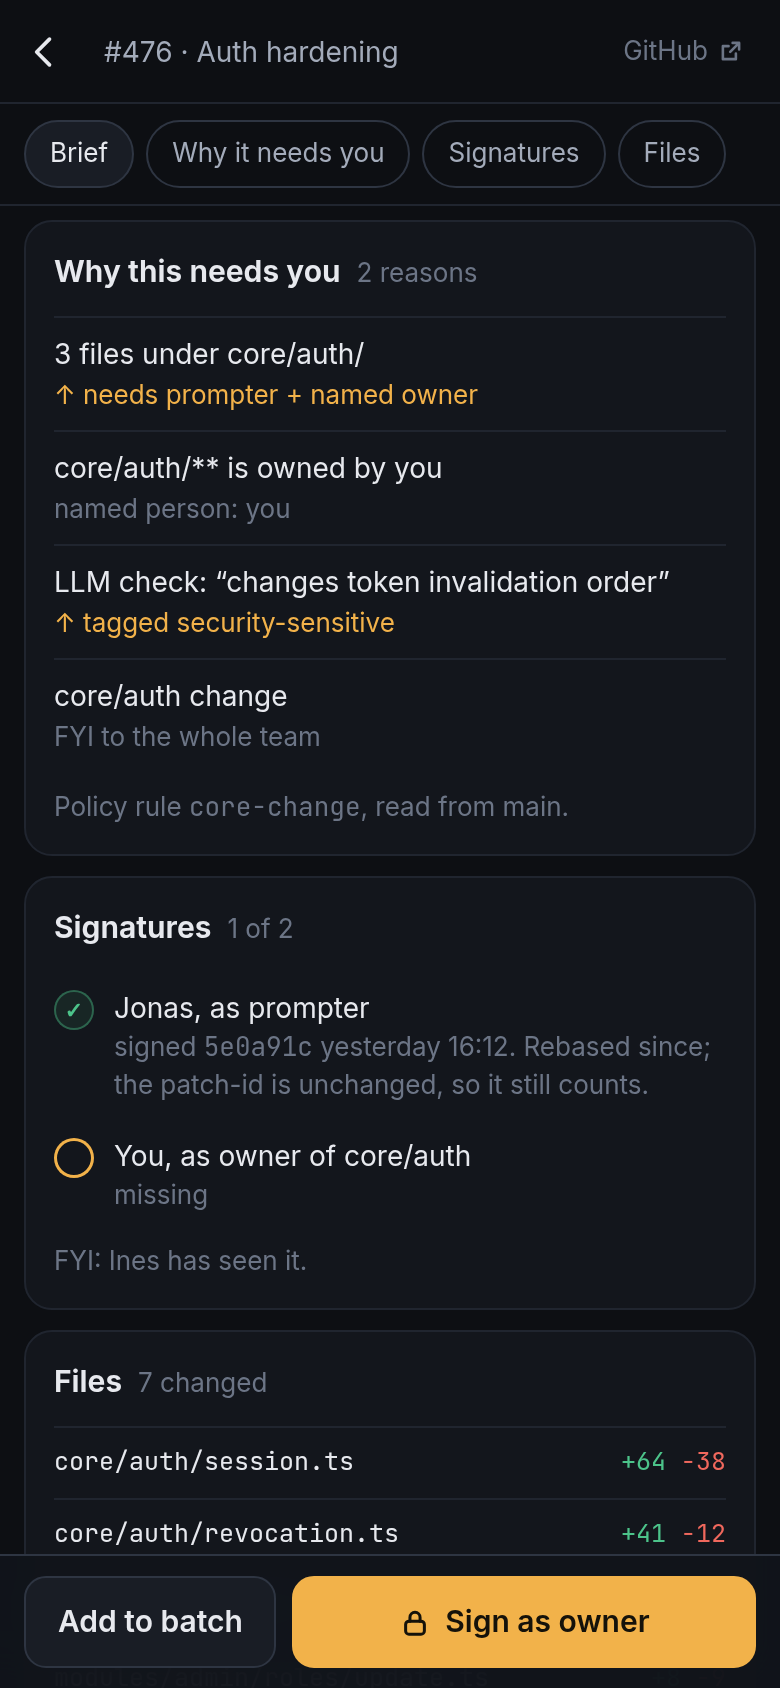 #476 · Auth hardening
GitHub
Brief
Why it needs you
Signatures
Files
Why this needs you 2 reasons
3 files under core/auth/
↑ needs prompter + named owner
core/auth/** is owned by you
named person: you
LLM check: “changes token invalidation order”
↑ tagged security-sensitive
core/auth change
FYI to the whole team
Policy rule core-change, read from main.
Signatures 1 of 2
✓ Jonas, as prompter
signed 5e0a91c yesterday 16:12. Rebased since;
the patch-id is unchanged, so it still counts.
You, as owner of core/auth
missing
FYI: Ines has seen it.
Files 7 changed
core/auth/session.ts +64 -38
core/auth/revocation.ts +41 -12
Add to batch
Sign as owner
modules/admin/roles/update.ts